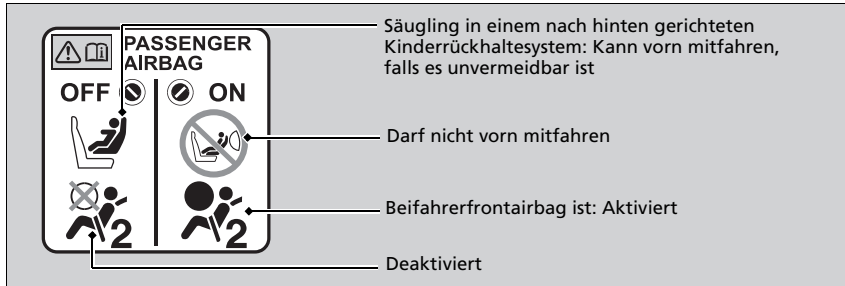 PASSENGER
AIRBAG
OFF
ON
2
2
Säugling in einem nach hinten gerichteten
Kinderrückhaltesystem: Kann vorn mitfahren,
falls es unvermeidbar ist
Darf nicht vorn mitfahren
Beifahrerfrontairbag ist: Aktiviert
Deaktiviert